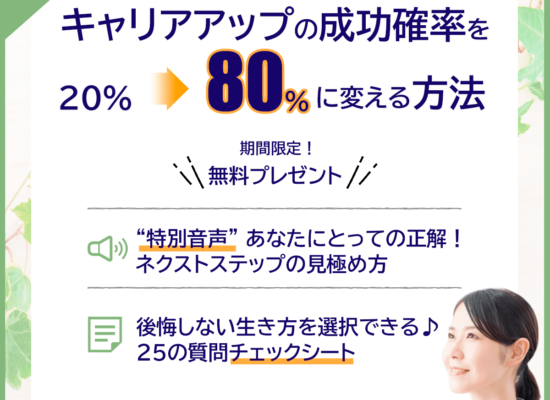 キャリアアップの成功確率を
20% 80%に変える方法
期間限定！
無料プレゼント
“特別音声” あなたにとっての正解！
ネクストステップの見極め方
後悔しない生き方を選択できる♪
25の質問チェックシート